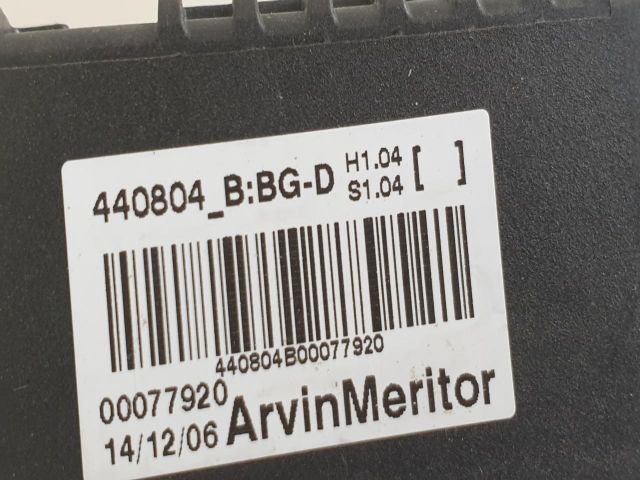 440804_B:BG-D H1.04 [ ]
S1.04
440804B00077920
00077920
14/12/06 ArvinMeritor